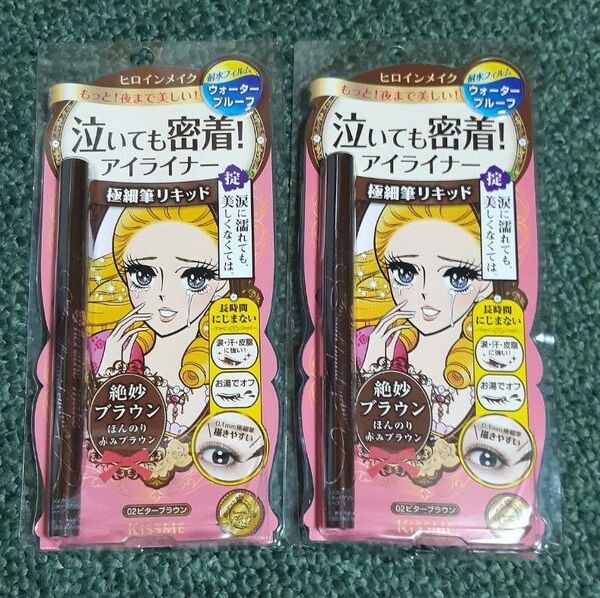 ヒロインメイク
もっと!夜まで美しい!
耐水フィルム
ウォーター
プルーフ
泣いても密着!
アイライナー
極細筆リキッド
掟
涙に濡れても、
美しくなくては。
長時間
にじまない
涙・汗・皮脂
に強い!
お湯でオフ
絶妙
ブラウン
ほんのり
赤みブラウン
0.1mm極細筆
描きやすい
02ビターブラウン
KISSME
ヒロインメイク
もっと!夜まで美しい!
耐水フィルム
ウォーター
プルーフ
泣いても密着!
アイライナー
極細筆リキッド
掟
涙に濡れても、
美しくなくては。
長時間
にじまない
涙・汗・皮脂
に強い!
お湯でオフ
絶妙
ブラウン
ほんのり
赤みブラウン
0.1mm極細筆
描きやすい
02ビターブラウン
KISSME